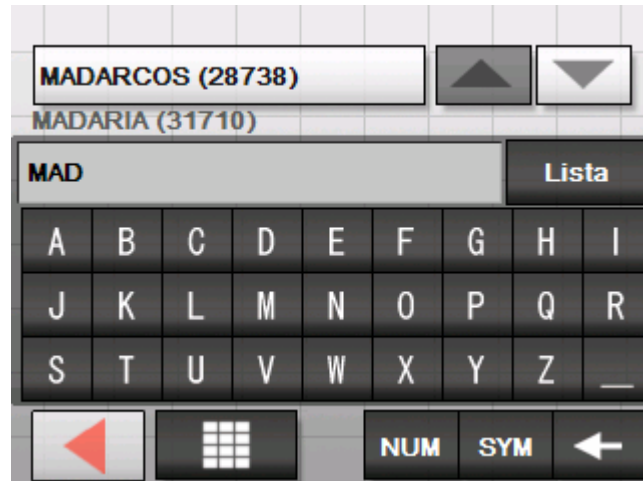 MADARCOS (28738)
MADARIA (31710)
MAD Lista
A B C D E F G H I
J K L M N O P Q R
S T U V W X Y Z _
NUM SYM